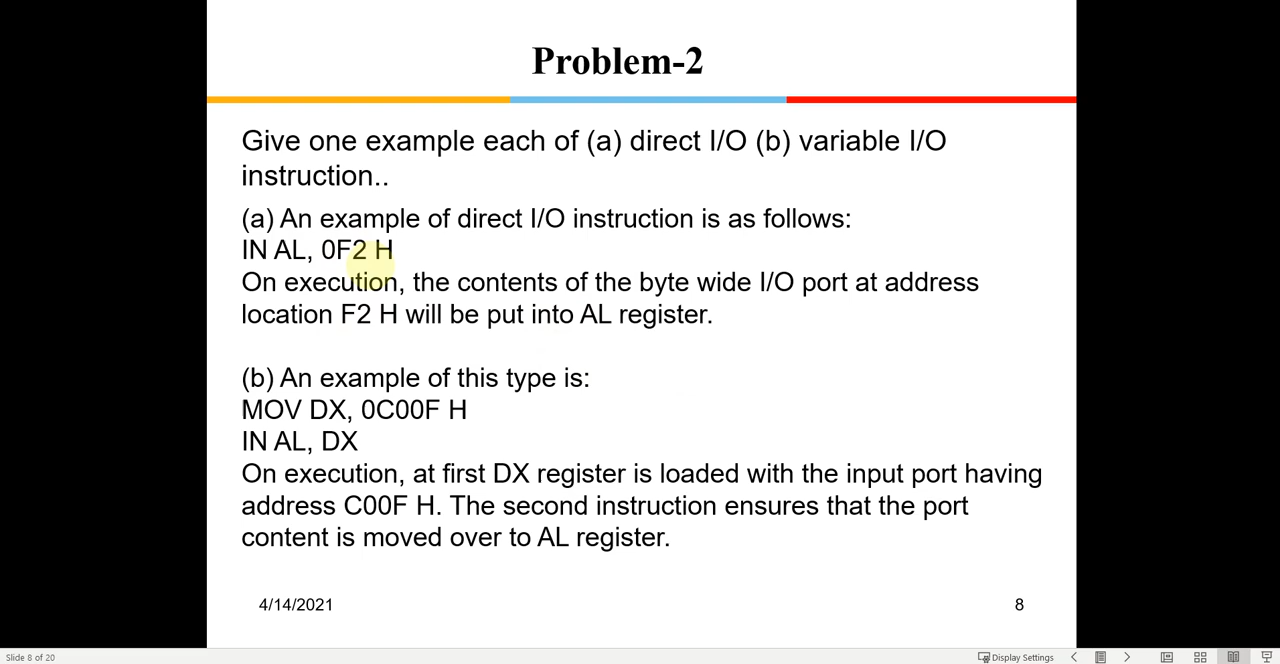 Problem-2
Give one example each of (a) direct I/O (b) variable I/O
instruction..
(a) An example of direct I/O instruction is as follows:
IN AL, 0F2 H
On execution, the contents of the byte wide I/O port at address
location F2 H will be put into AL register.
(b) An example of this type is:
MOV DX, 0C00F H
IN AL, DX
On execution, at first DX register is loaded with the input port having
address C00F H. The second instruction ensures that the port
content is moved over to AL register.
4/14/2021
8
Slide 8 of 20
Display Settings